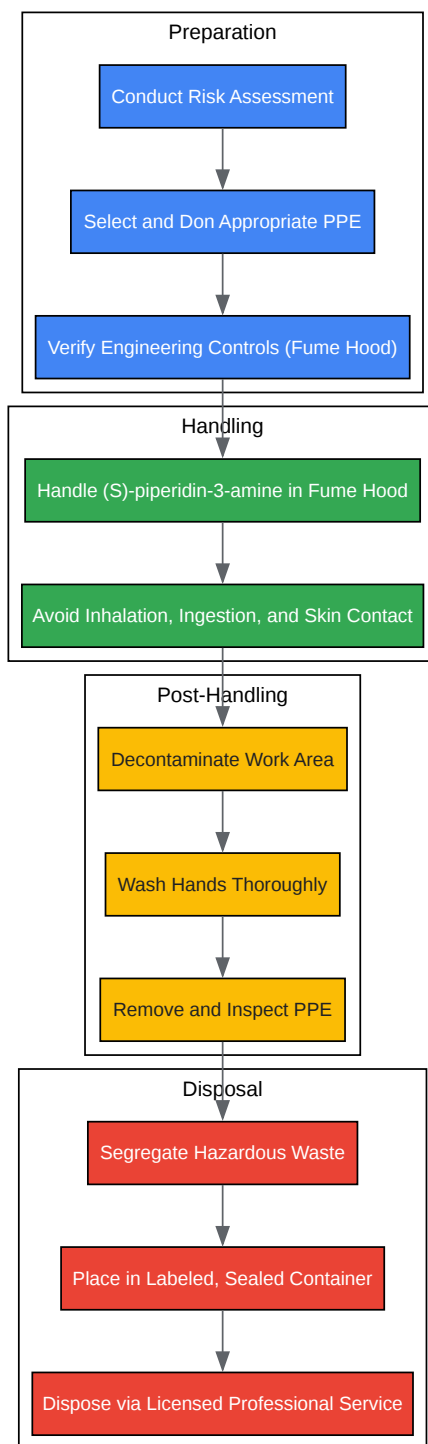 Preparation
Conduct Risk Assessment
Select and Don Appropriate PPE
Verify Engineering Controls (Fume Hood)
Handling
Handle (S)-piperidin-3-amine in Fume Hood
Avoid Inhalation, Ingestion, and Skin Contact
Post-Handling
Decontaminate Work Area
Wash Hands Thoroughly
Remove and Inspect PPE
Disposal
Segregate Hazardous Waste
Place in Labeled, Sealed Container
Dispose via Licensed Professional Service